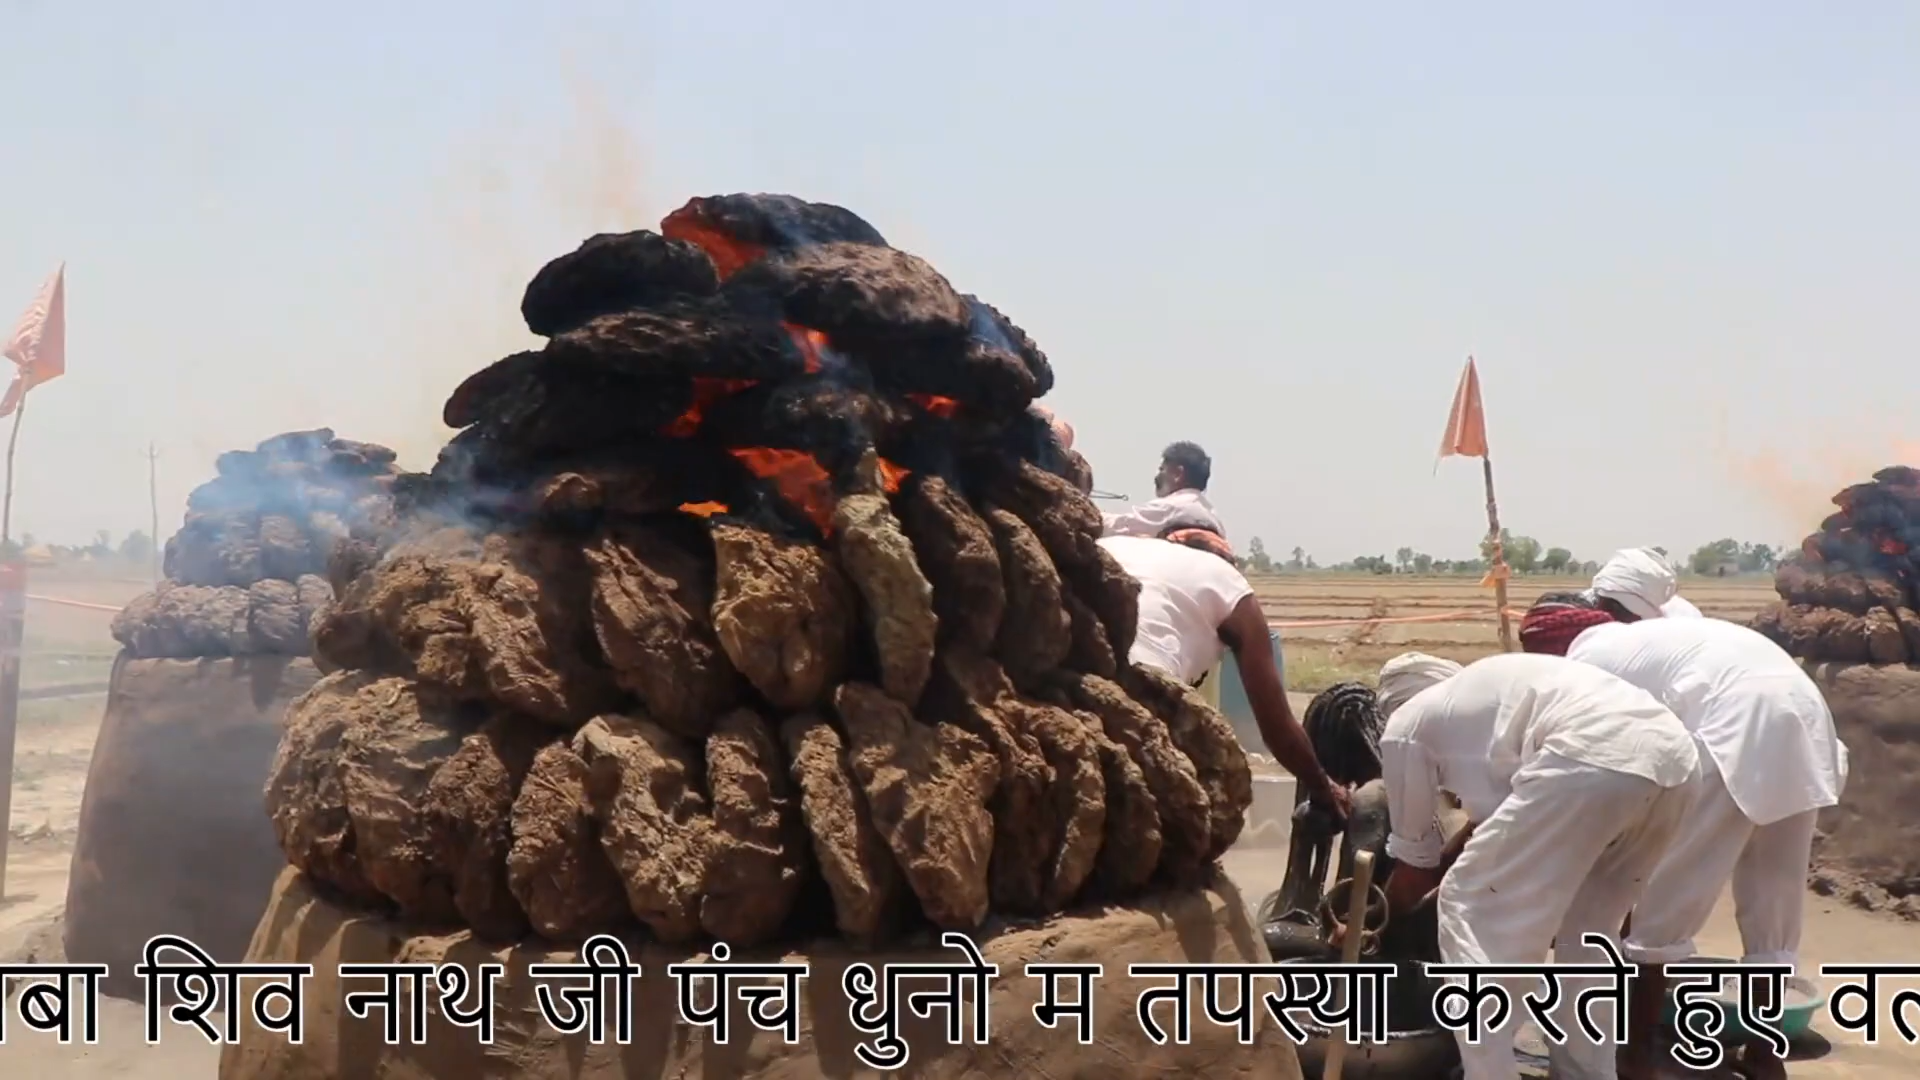 शिव नाथ जी पंच धुनो म तपस्या करते हुए